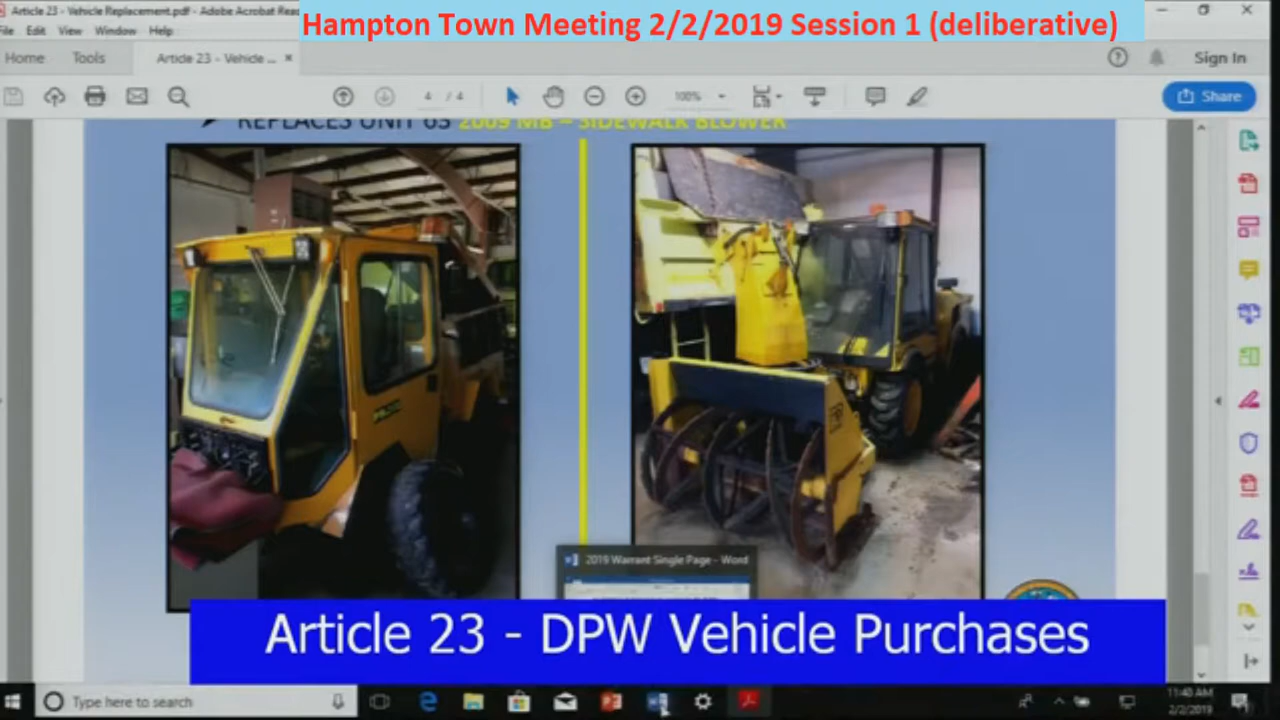 Article 23 - Vehicle Replacement.pdf - Adobe Acrobat Rea
Hampton Town Meeting 2/2/2019 Session 1 (deliberative)
File Edit View Window Help
Home Tools Article 23 - Vehicle ... × Sign In
4 / 4 100% Share
REPLACES UNIT 63 2009 MB – SIDEWALK BLOWER
2019 Warrant Single Page - Word
Article 23 - DPW Vehicle Purchases
Type here to search
11:40 AM
2/2/2019